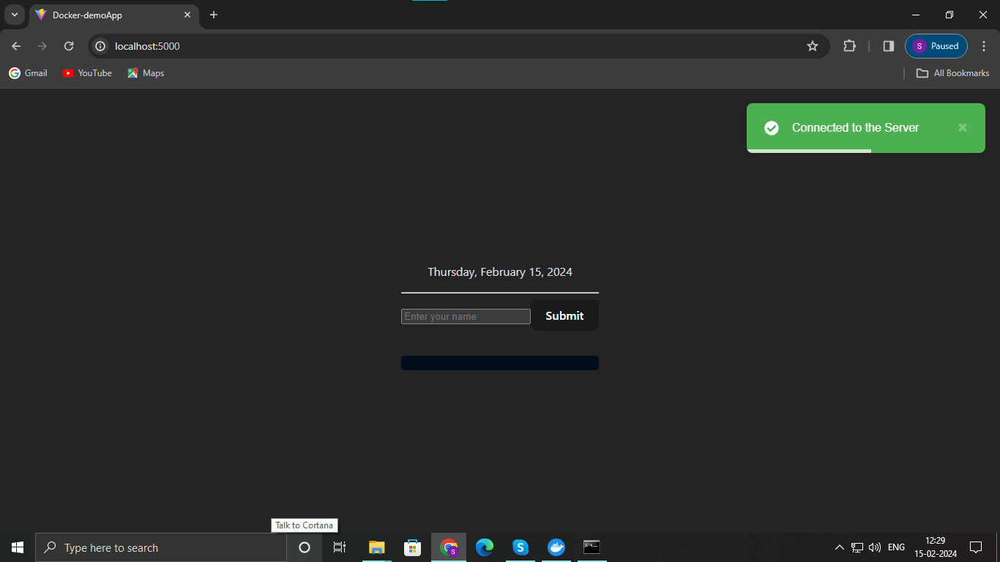 Docker-demoApp
localhost:5000
S Paused
Gmail YouTube Maps All Bookmarks
Connected to the Server
Thursday, February 15, 2024
Enter your name Submit
Talk to Cortana
Type here to search
S
S
ENG
12:29
15-02-2024